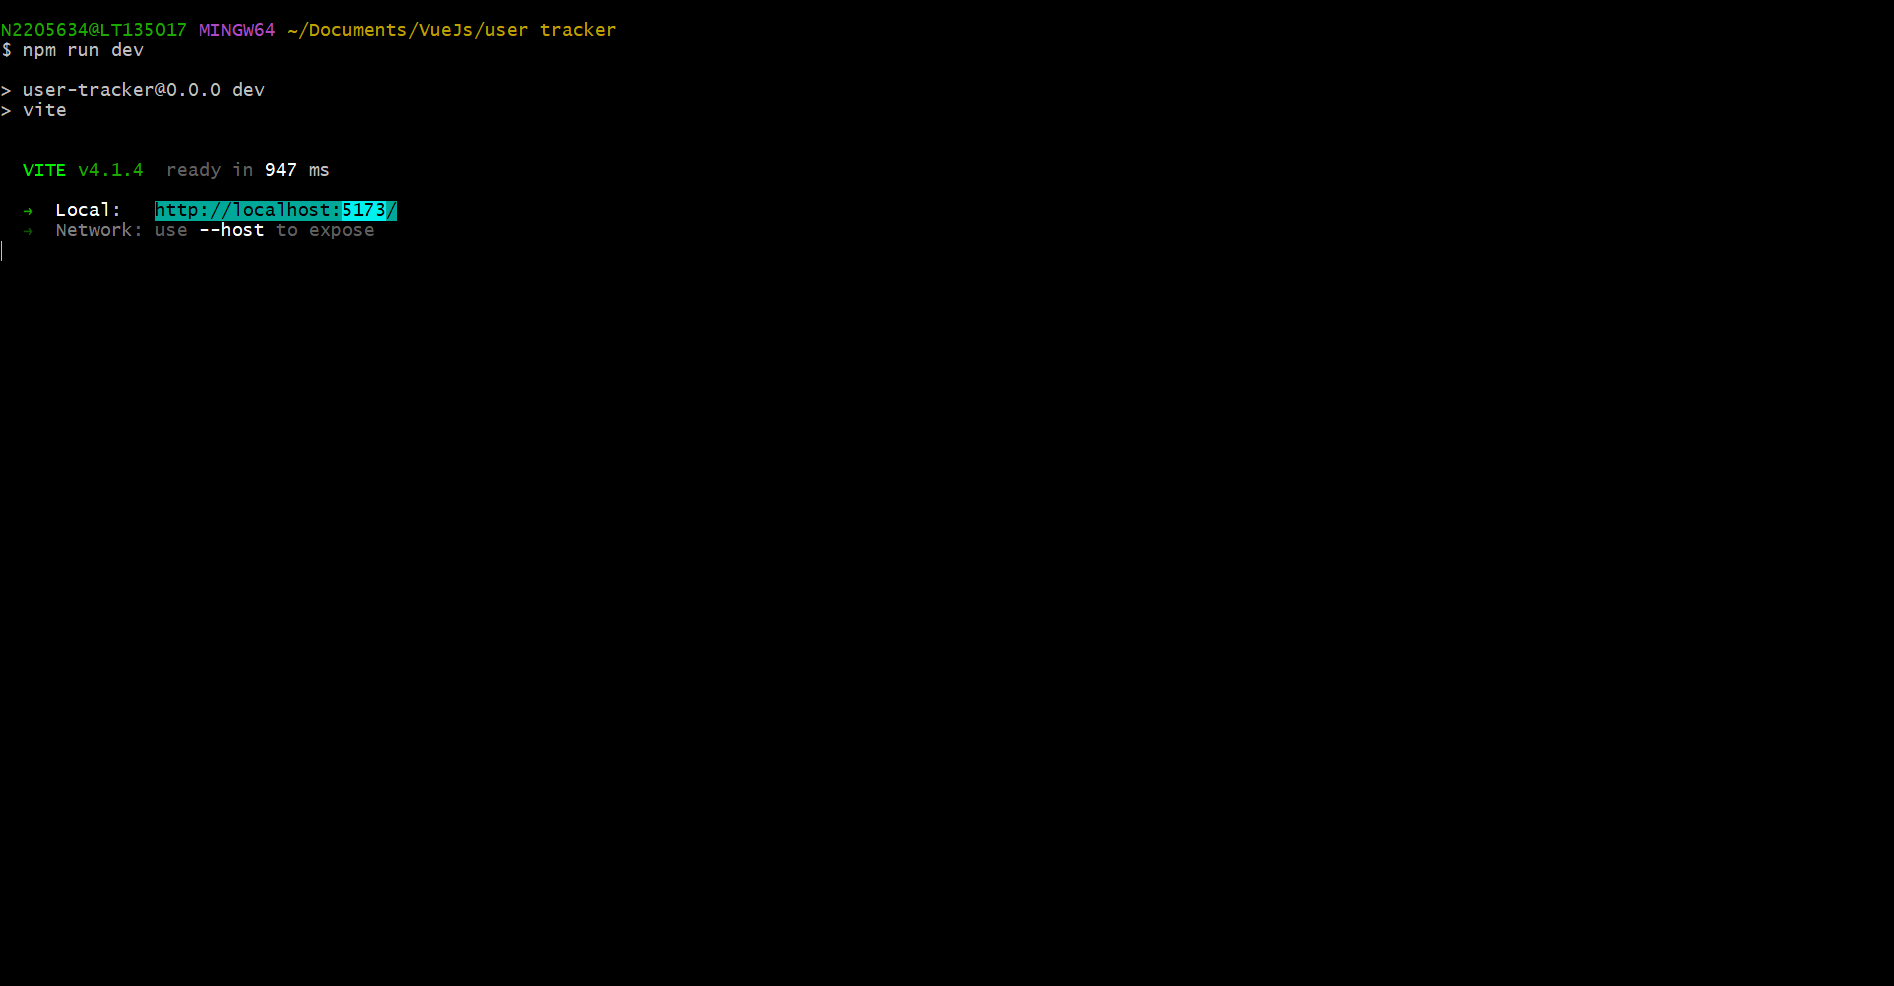 N2205634@LT135017 MINGW64 ~/Documents/VueJs/user tracker
$ npm run dev
> user-tracker@0.0.0 dev
> vite
VITE v4.1.4  ready in 947 ms
➜  Local:   http://localhost:5173/
➜  Network: use --host to expose